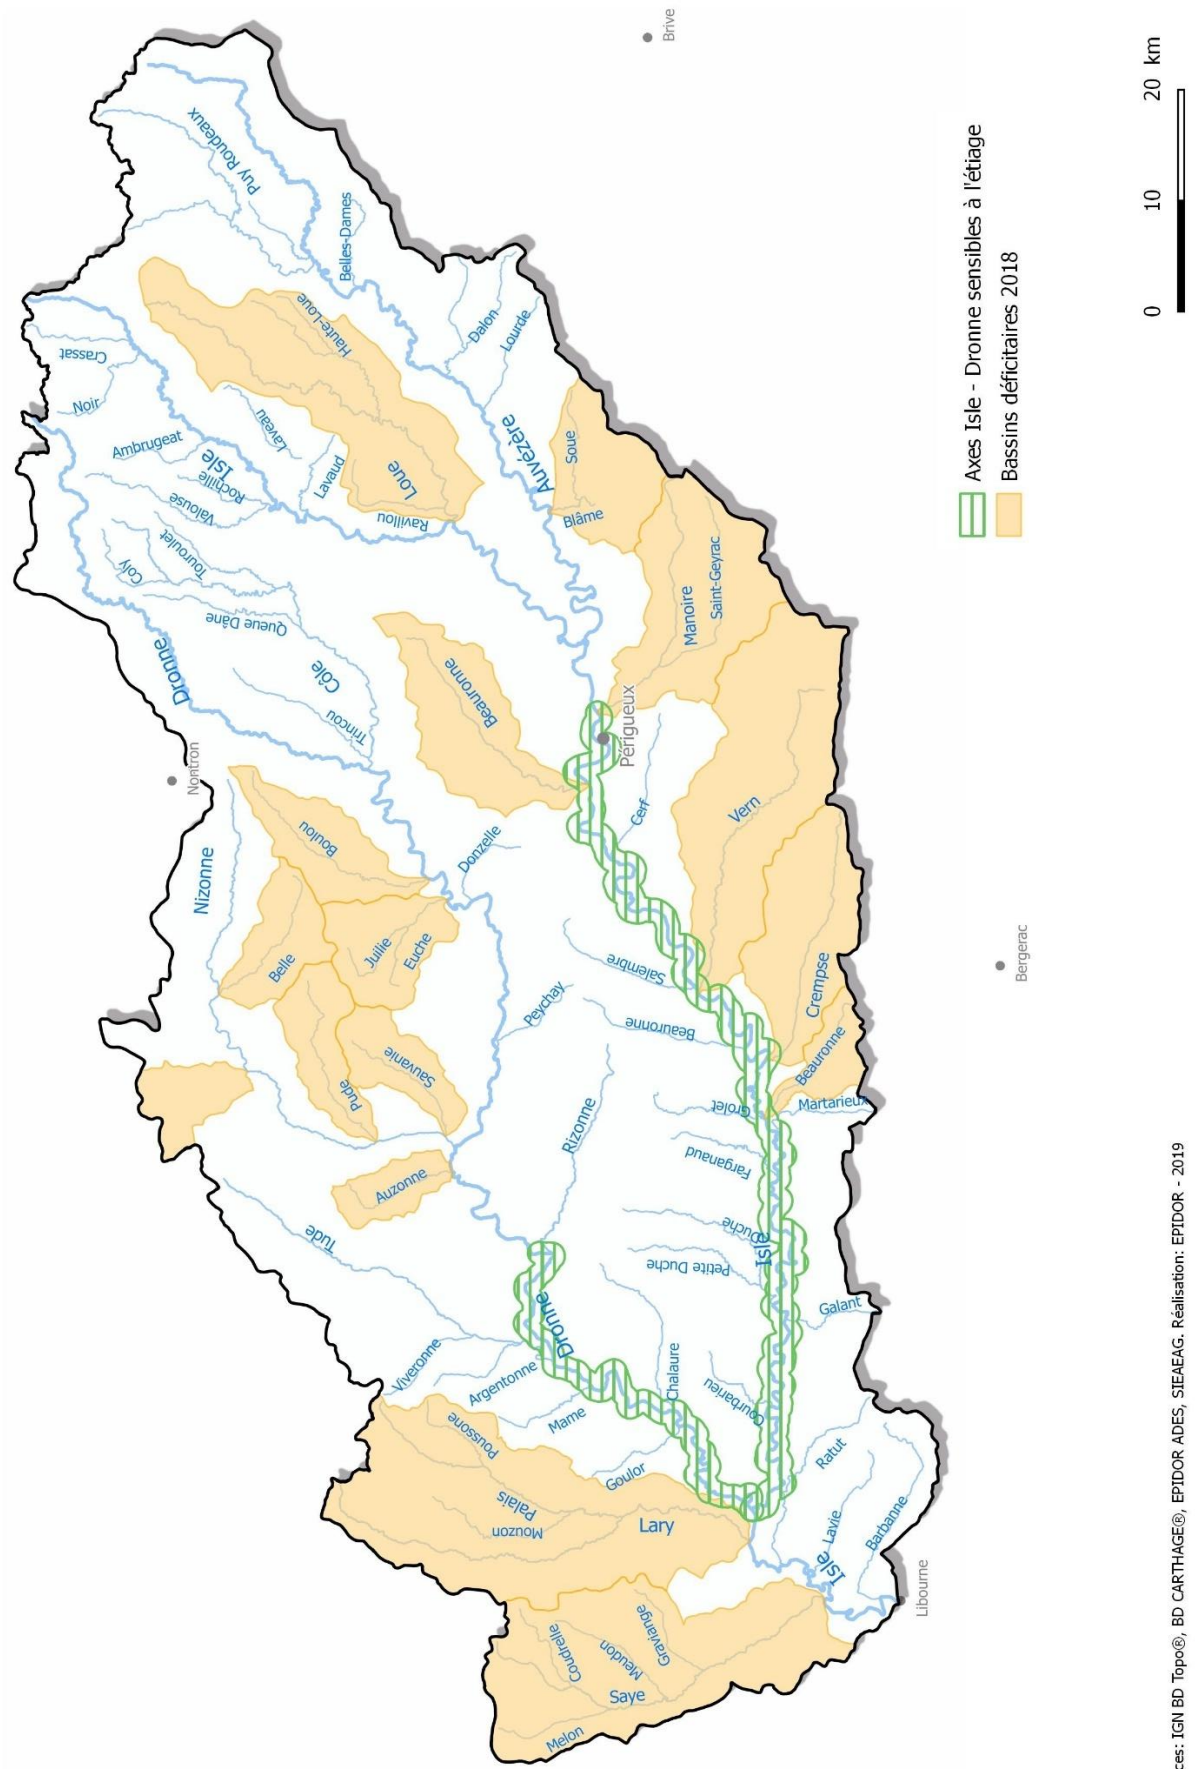 Brive
Puy Roudeaux
Belles-Dames
Haute-Loue
Dalon
Lourde
Crassat
Noir
Ambrugeat
Isle
Rochille
Valouse
Laveau
Lavaud
Loue
Ravillou
Auvézère
Soue
Blâme
Coly
Touroulet
Queue Dâne
Dronne
Côle
Trincou
Manoire
Saint-Geyrac
Beauronne
Périgueux
Nontron
Cerf
Vern
Boulou
Donzelle
Nizonne
Belle
Julie
Euche
Salembre
Crempse
Bergerac
Peychay
Beauronne
Beauronne
Sauvanie
Pude
Grolet
Martarieux
Rizonne
Farganaud
Auzonne
Duche
Isle
Petite Duche
Tude
Galant
Dronne
Viveronne
Argentonne
Chalaure
Courbarieu
Mame
Poussone
Goulor
Ratut
Palais
Mouzon
Lary
Lavie
Barbanne
Isle
Libourne
Coudrelle
Meudon
Graviange
Saye
Melon
Axes Isle - Dronne sensibles à l'étiage
Bassins déficitaires 2018
0 10 20 km
ces: IGN BD Topo®, BD CARTHAGE®, EPIDOR ADES, SIEAEAG. Réalisation: EPIDOR - 2019